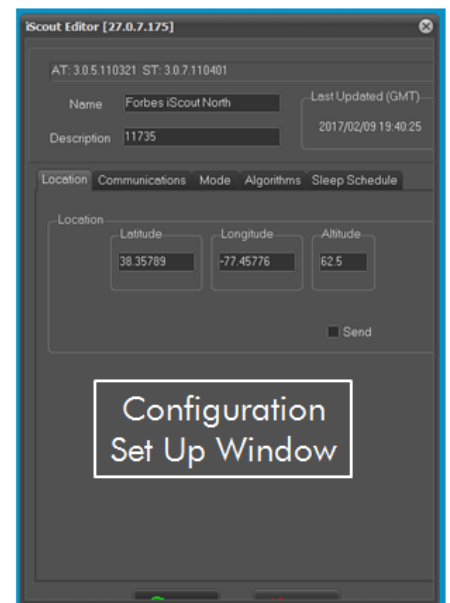 iScout Editor [27.0.7.175]
AT: 3.0.5.110321 ST: 3.0.7.110401
Name Forbes iScout North
Last Updated (GMT)
2017/02/09 19:40:25
Description 11735
Location Communications Mode Algorithms Sleep Schedule
Location
Latitude Longitude Altitude
38.35789 -77.45776 62.5
Send
Configuration
Set Up Window